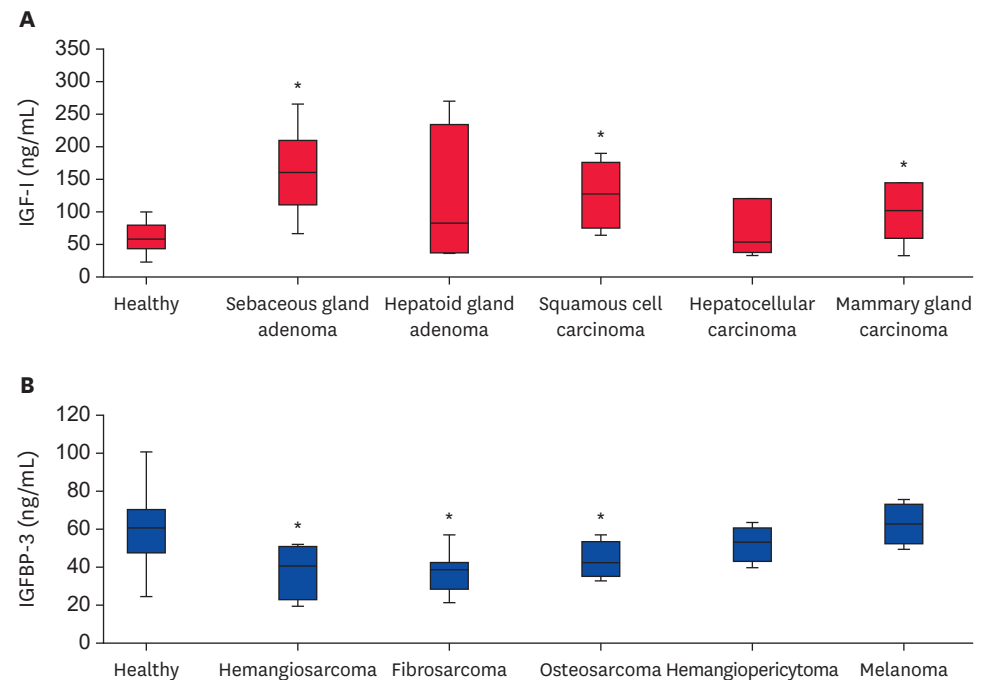 A
IGF-I (ng/mL)
350
300
250
200
150
100
50
0
*
*
*
Healthy
Sebaceous gland
adenoma
Hepatoid gland
adenoma
Squamous cell
carcinoma
Hepatocellular
carcinoma
Mammary gland
carcinoma
B
IGFBP-3 (ng/mL)
120
100
80
60
40
20
0
*
*
*
Healthy
Hemangiosarcoma
Fibrosarcoma
Osteosarcoma
Hemangiopericytoma
Melanoma